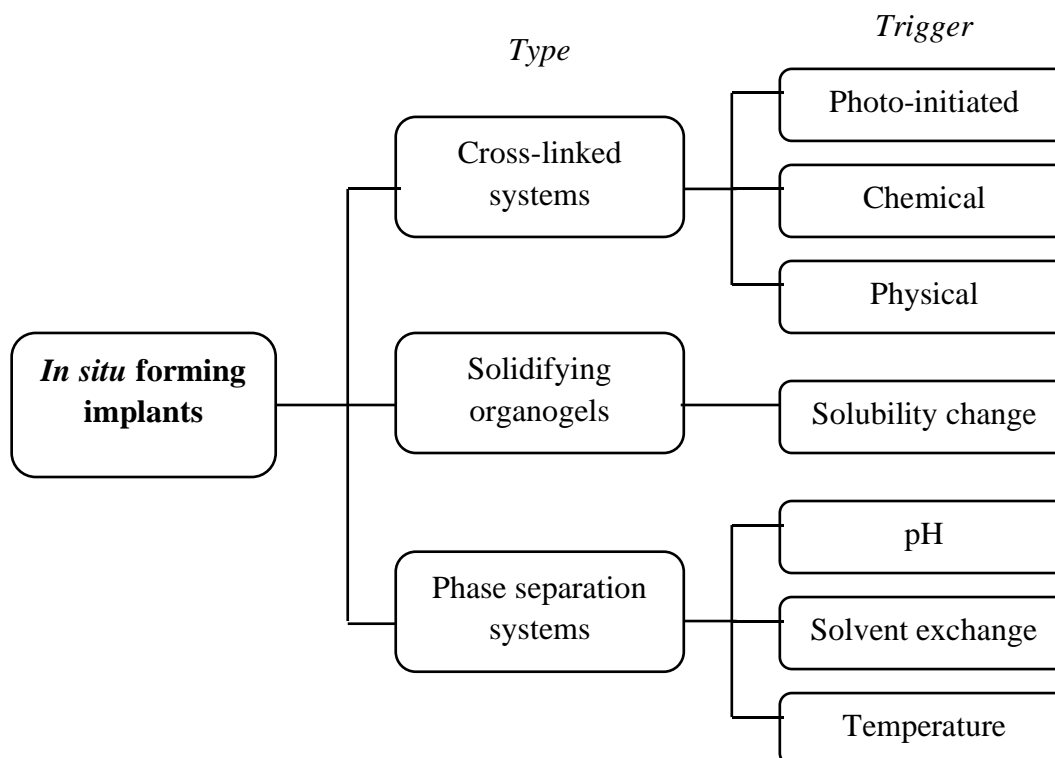 Type
Trigger
In situ forming
implants
Cross-linked
systems
Photo-initiated
Chemical
Physical
Solidifying
organogels
Solubility change
Phase separation
systems
pH
Solvent exchange
Temperature